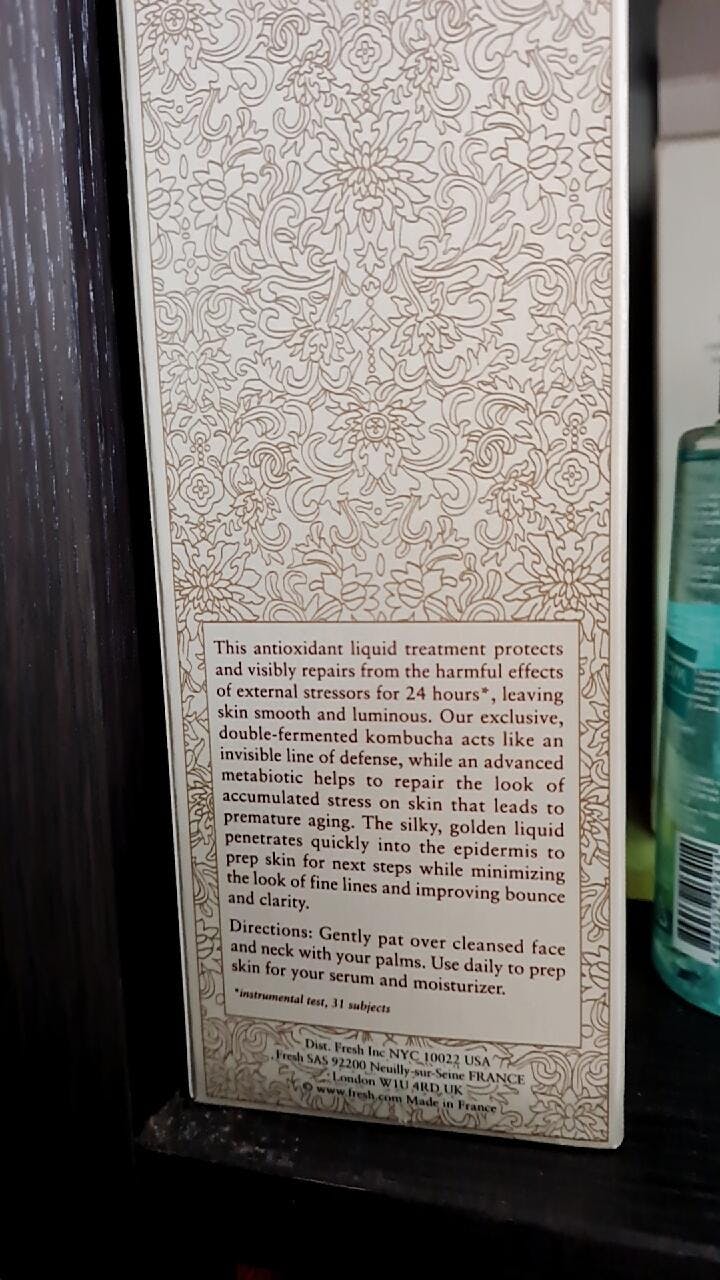 This antioxidant liquid treatment protects
and visibly repairs from the harmful effects
of external stressors for 24 hours*, leaving
skin smooth and luminous. Our exclusive,
double-fermented kombucha acts like an
invisible line of defense, while an advanced
metabiotic helps to repair the look of
accumulated stress on skin that leads to
premature aging. The silky, golden liquid
penetrates quickly into the epidermis to
prep skin for next steps while minimizing
the look of fine lines and improving bounce
and clarity.
Directions: Gently pat over cleansed face
and neck with your palms. Use daily to prep
skin for your serum and moisturizer.
*instrumental test, 31 subjects
Dist. Fresh Inc NYC 10022 USA
Fresh SAS 92200 Neuilly-sur-Seine FRANCE
London W1U 4RD UK
© www.fresh.com Made in France